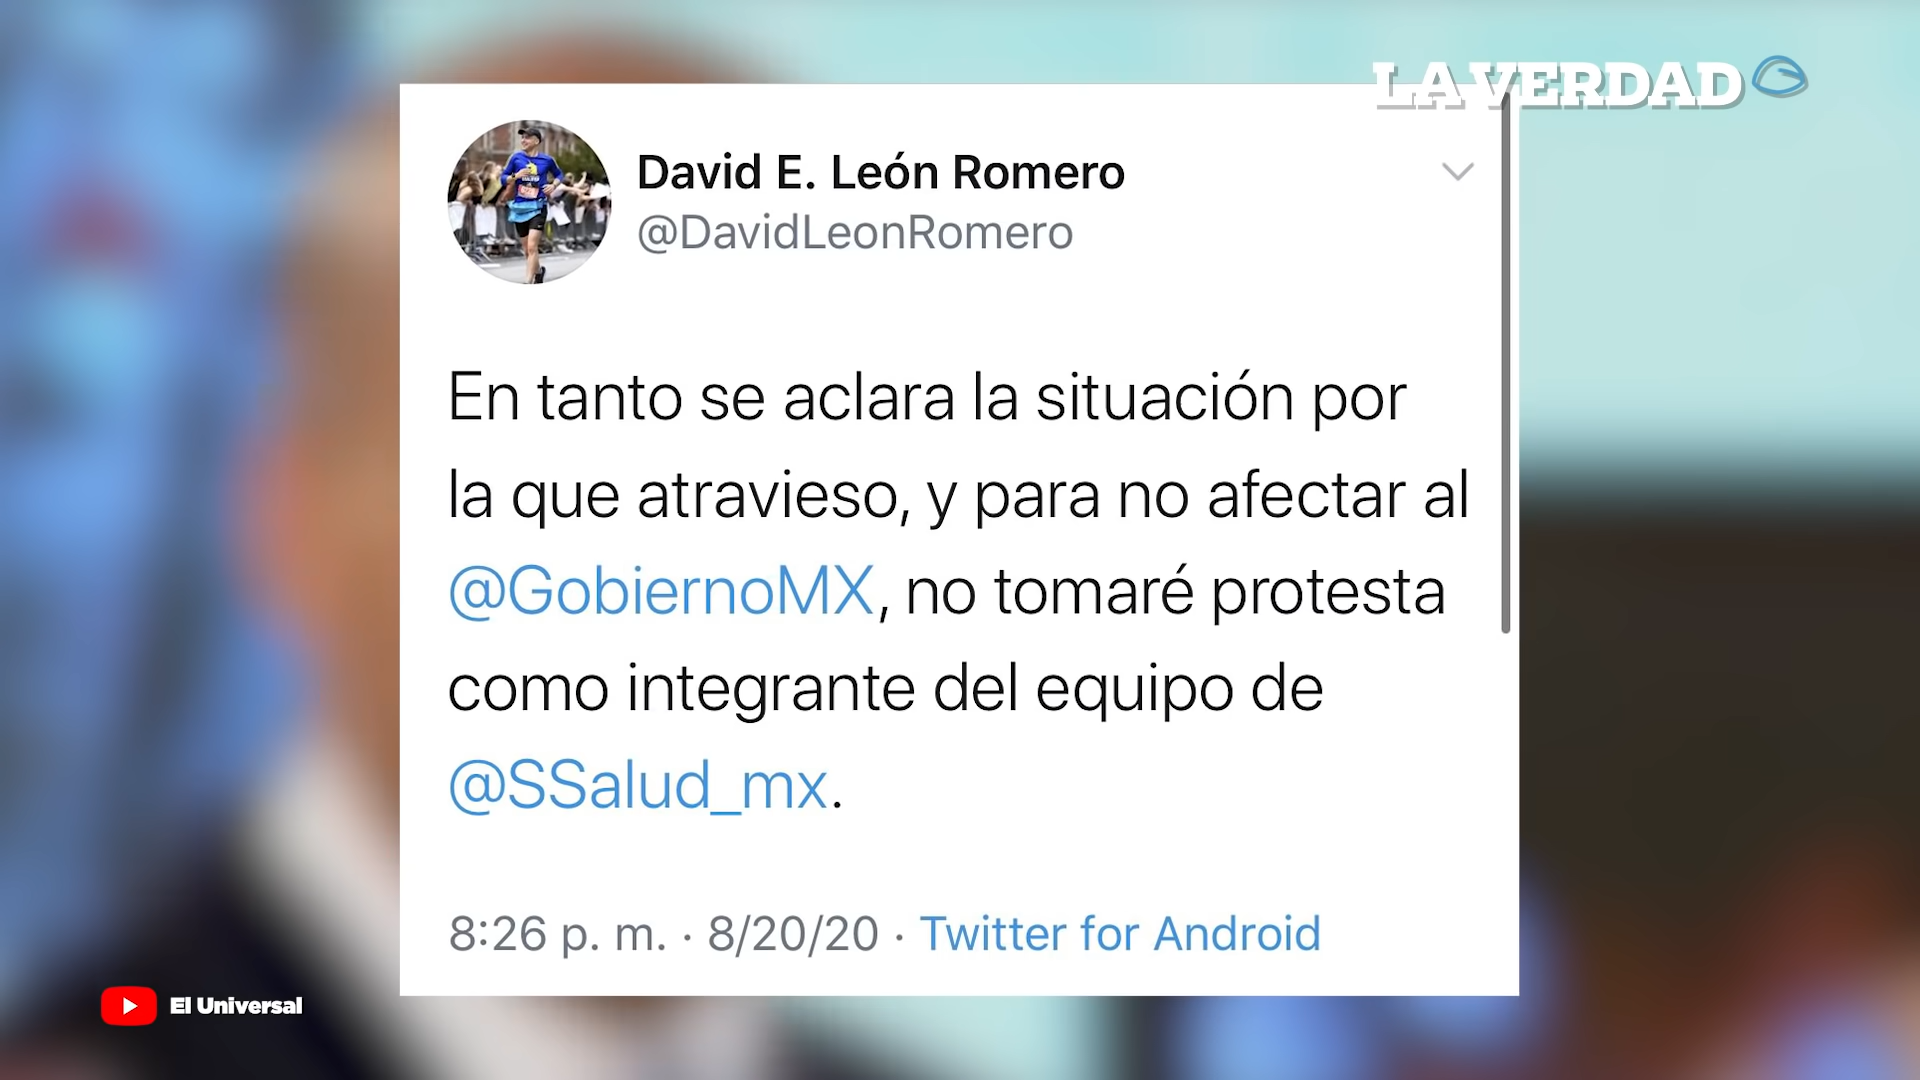 LA VERDAD
David E. León Romero
@DavidLeonRomero
En tanto se aclara la situación por
la que atravieso, y para no afectar al
@GobiernoMX, no tomaré protesta
como integrante del equipo de
@SSalud_mx.
8:26 p. m. · 8/20/20 · Twitter for Android
El Universal